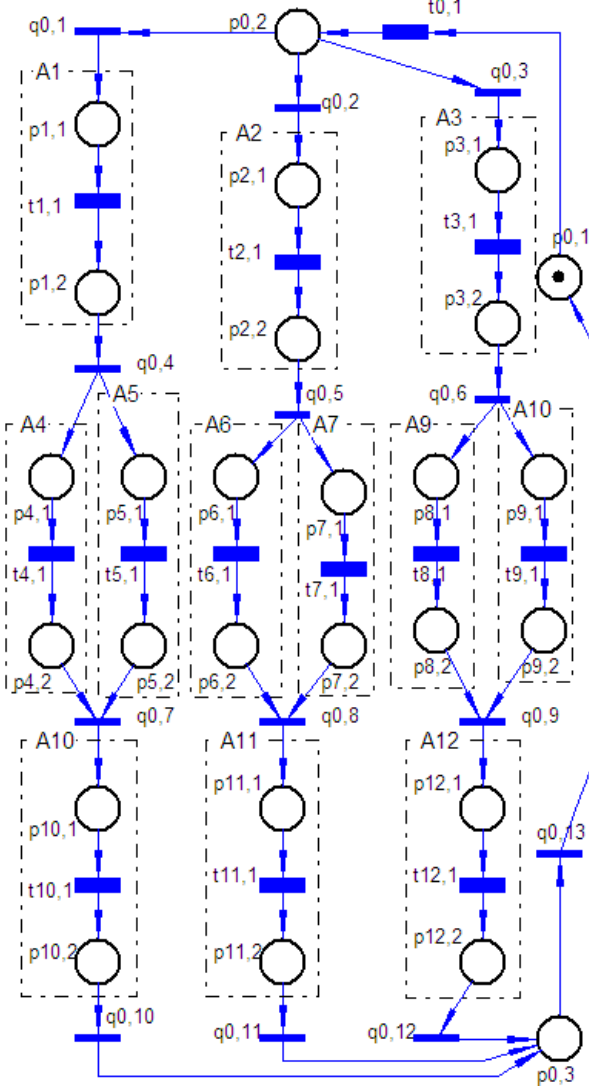 t0,1
q0,1
p0,2
q0,3
A1
q0,2
p1,1
A2
A3
p3,1
p2,1
t1,1
t3,1
p0,1
t2,1
p1,2
p3,2
p2,2
q0,4
A5
q0,5
q0,6
A4
A6
A7
A9
A10
p4,1
p5,1
p6,1
p7,1
p8,1
p9,1
t4,1
t5,1
t6,1
t7,1
t8,1
t9,1
p4,2
p5,2
p6,2
p7,2
p8,2
p9,2
q0,7
q0,8
q0,9
A10
A11
A12
p10,1
p11,1
p12,1
q0,13
t10,1
t11,1
t12,1
p10,2
p11,2
p12,2
q0,10
q0,11
q0,12
p0,3